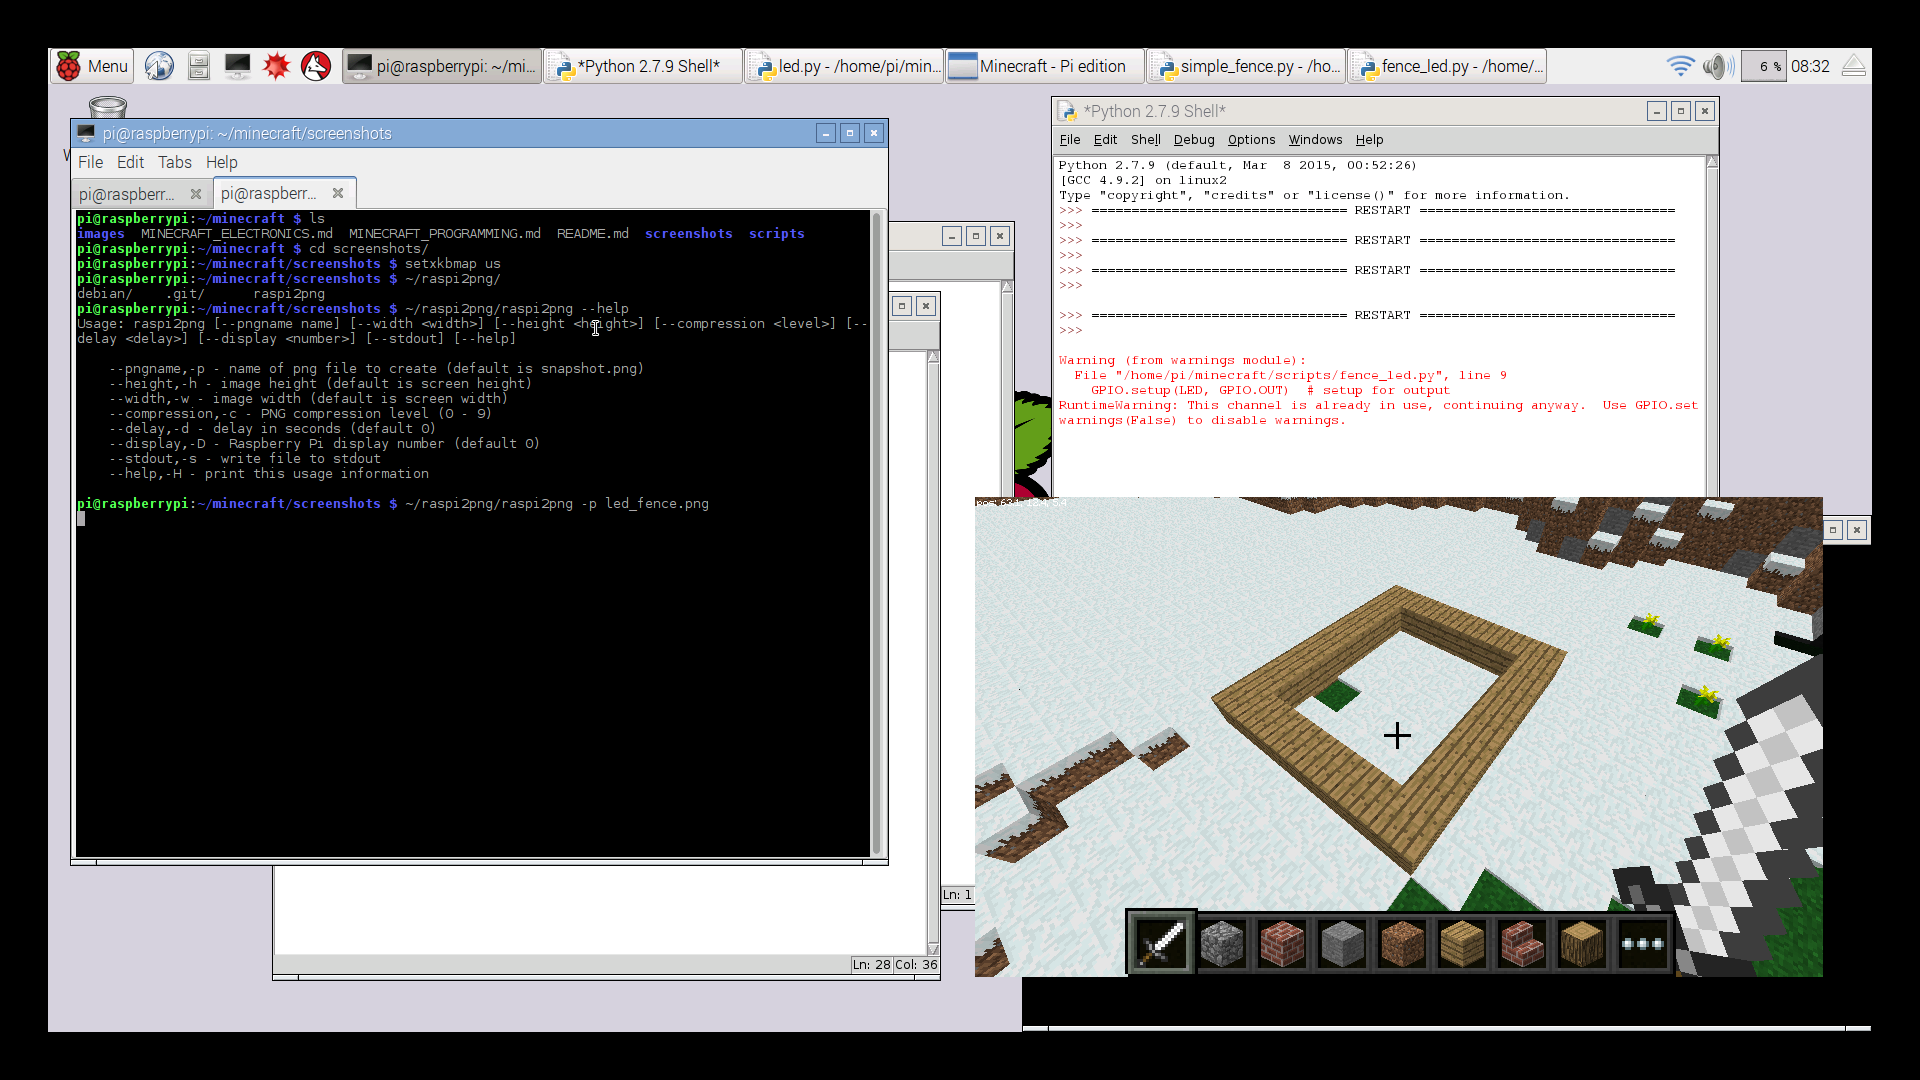 Menu
pi@raspberrypi: ~/mi...
*Python 2.7.9 Shell*
led.py - /home/pi/min...
Minecraft - Pi edition
simple_fence.py - /ho...
fence_led.py - /home/...
6 %
08:32
pi@raspberrypi: ~/minecraft/screenshots
File Edit Tabs Help
pi@raspberr...
pi@raspberr...
pi@raspberrypi:~/minecraft $ ls
images  MINECRAFT_ELECTRONICS.md  MINECRAFT_PROGRAMMING.md  README.md  screenshots  scripts
pi@raspberrypi:~/minecraft $ cd screenshots/
pi@raspberrypi:~/minecraft/screenshots $ setxkbmap us
pi@raspberrypi:~/minecraft/screenshots $ ~/raspi2png/
debian/    .git/     raspi2png
pi@raspberrypi:~/minecraft/screenshots $ ~/raspi2png/raspi2png --help
Usage: raspi2png [--pngname name] [--width <width>] [--height <height>] [--compression <level>] [--
delay <delay>] [--display <number>] [--stdout] [--help]
--pngname,-p - name of png file to create (default is snapshot.png)
--height,-h - image height (default is screen height)
--width,-w - image width (default is screen width)
--compression,-c - PNG compression level (0 - 9)
--delay,-d - delay in seconds (default 0)
--display,-D - Raspberry Pi display number (default 0)
--stdout,-s - write file to stdout
--help,-H - print this usage information
pi@raspberrypi:~/minecraft/screenshots $ ~/raspi2png/raspi2png -p led_fence.png
*Python 2.7.9 Shell*
File Edit Shell Debug Options Windows Help
Python 2.7.9 (default, Mar  8 2015, 00:52:26)
[GCC 4.9.2] on linux2
Type "copyright", "credits" or "license()" for more information.
>>> ================================ RESTART ================================
>>>
>>> ================================ RESTART ================================
>>>
>>> ================================ RESTART ================================
>>>
>>> ================================ RESTART ================================
>>>
Warning (from warnings module):
File "/home/pi/minecraft/scripts/fence_led.py", line 9
GPIO.setup(LED, GPIO.OUT)  # setup for output
RuntimeWarning: This channel is already in use, continuing anyway.  Use GPIO.set
warnings(False) to disable warnings.
Ln: 1
Ln: 28 Col: 36